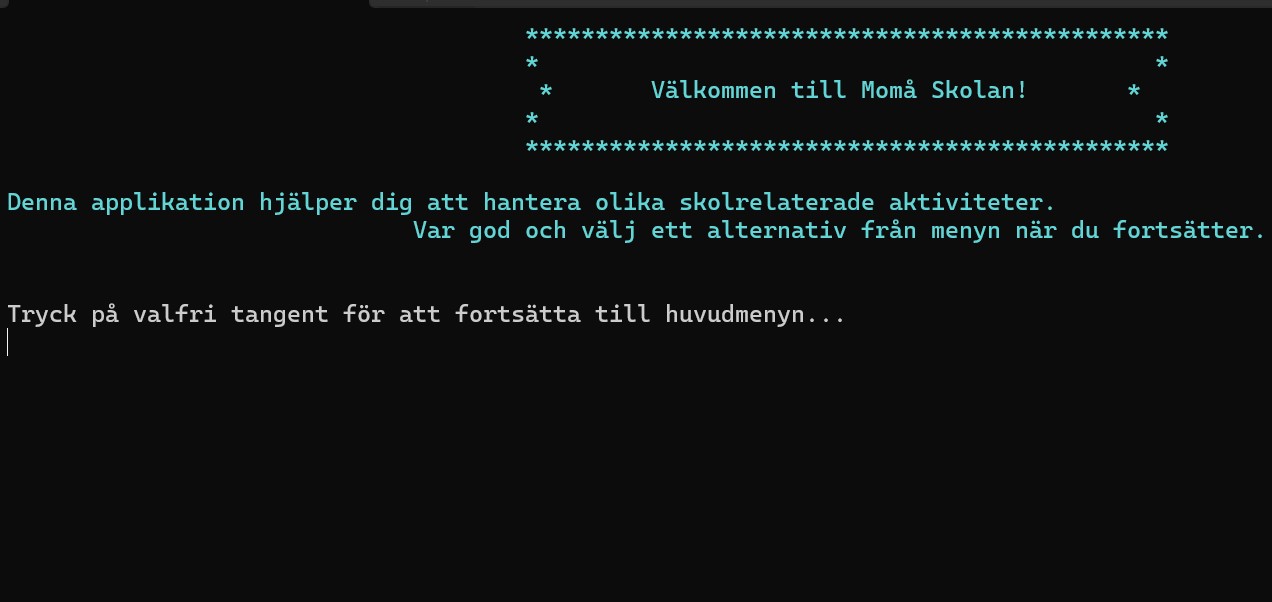 **********************************************
*                                            *
*       Välkommen till Momå Skolan!       *
*                                            *
**********************************************
Denna applikation hjälper dig att hantera olika skolrelaterade aktiviteter.
Var god och välj ett alternativ från menyn när du fortsätter.
Tryck på valfri tangent för att fortsätta till huvudmenyn...